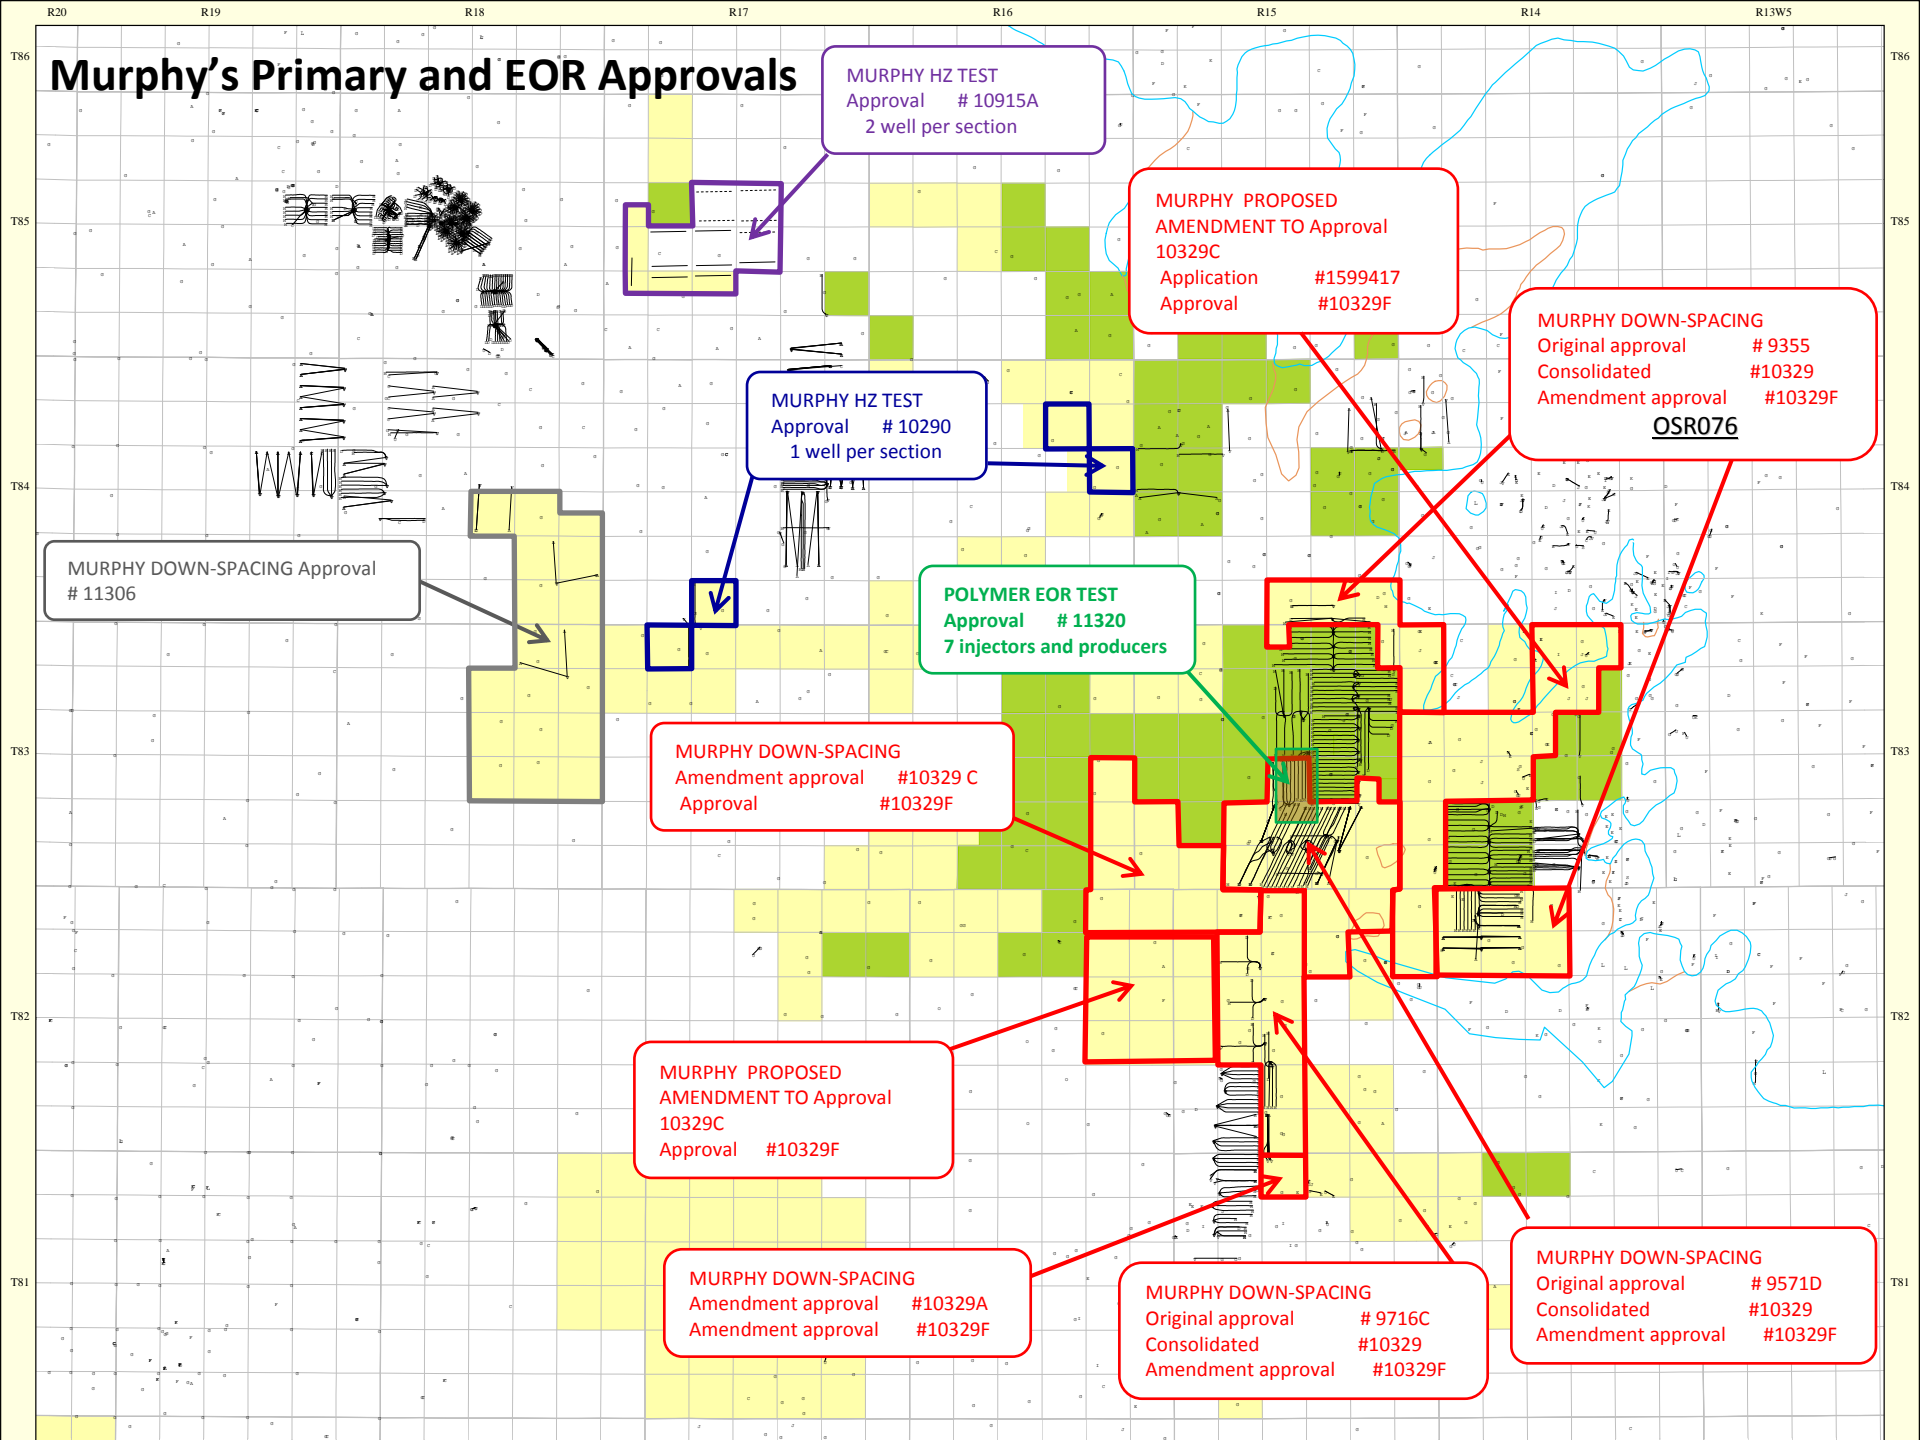 R20 R19 R18 R17 R16 R15 R14 R13W5
T86 T86
Murphy's Primary and EOR Approvals
MURPHY HZ TEST
Approval # 10915A
2 well per section
MURPHY PROPOSED
AMENDMENT TO Approval
10329C
Application #1599417
Approval #10329F
T85 T85
MURPHY DOWN-SPACING
Original approval # 9355
Consolidated #10329
Amendment approval #10329F
OSR076
MURPHY HZ TEST
Approval # 10290
1 well per section
T84 T84
MURPHY DOWN-SPACING Approval
# 11306
POLYMER EOR TEST
Approval # 11320
7 injectors and producers
MURPHY DOWN-SPACING
Amendment approval #10329 C
Approval #10329F
T83 T83
T82 T82
MURPHY PROPOSED
AMENDMENT TO Approval
10329C
Approval #10329F
MURPHY DOWN-SPACING
Amendment approval #10329A
Amendment approval #10329F
MURPHY DOWN-SPACING
Original approval # 9716C
Consolidated #10329
Amendment approval #10329F
MURPHY DOWN-SPACING
Original approval # 9571D
Consolidated #10329
Amendment approval #10329F
T81 T81